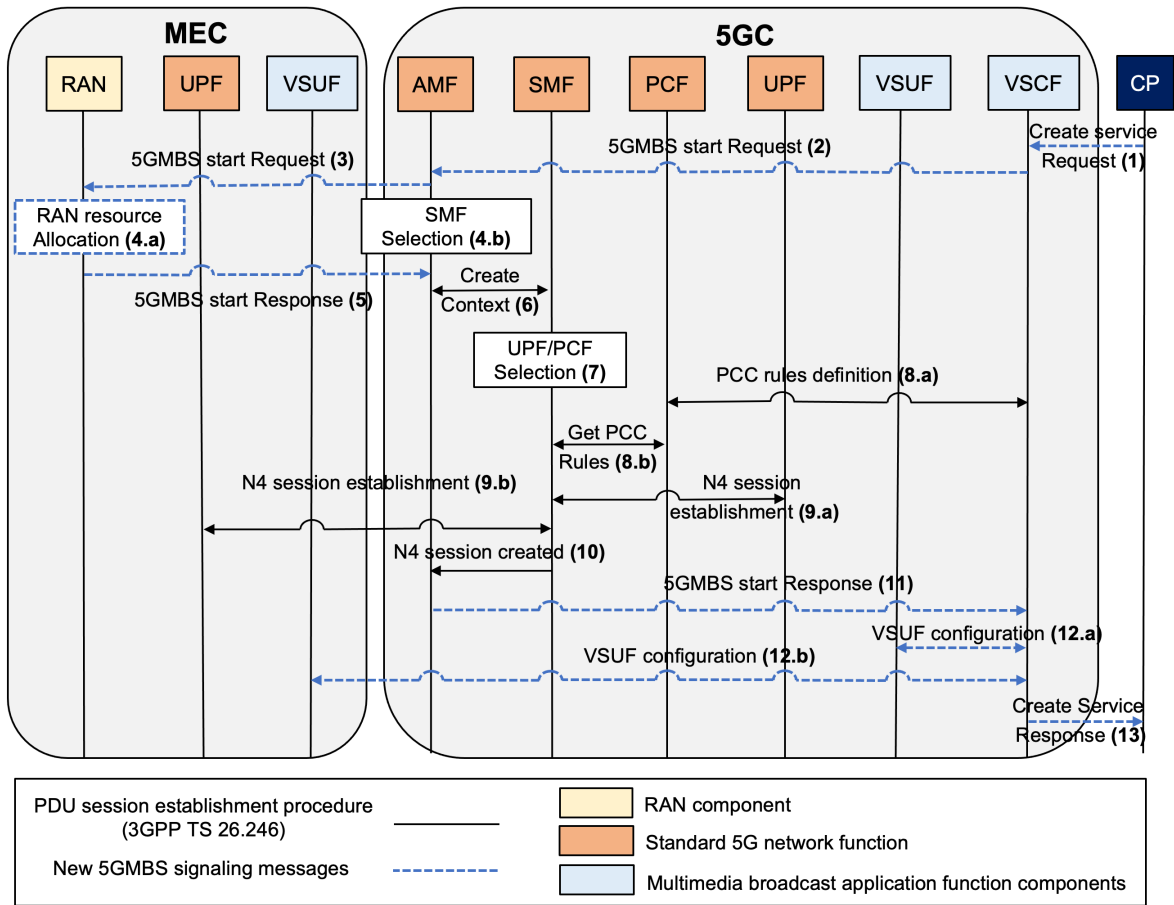 MEC
5GC
RAN
UPF
VSUF
AMF
SMF
PCF
UPF
VSUF
VSCF
CP
Create service
Request (1)
5GMBS start Request (2)
5GMBS start Request (3)
RAN resource
Allocation (4.a)
SMF
Selection (4.b)
5GMBS start Response (5)
Create
Context (6)
UPF/PCF
Selection (7)
PCC rules definition (8.a)
Get PCC
Rules (8.b)
N4 session
establishment (9.a)
N4 session establishment (9.b)
N4 session created (10)
5GMBS start Response (11)
VSUF configuration (12.a)
VSUF configuration (12.b)
Create Service
Response (13)
PDU session establishment procedure
(3GPP TS 26.246)
New 5GMBS signaling messages
RAN component
Standard 5G network function
Multimedia broadcast application function components